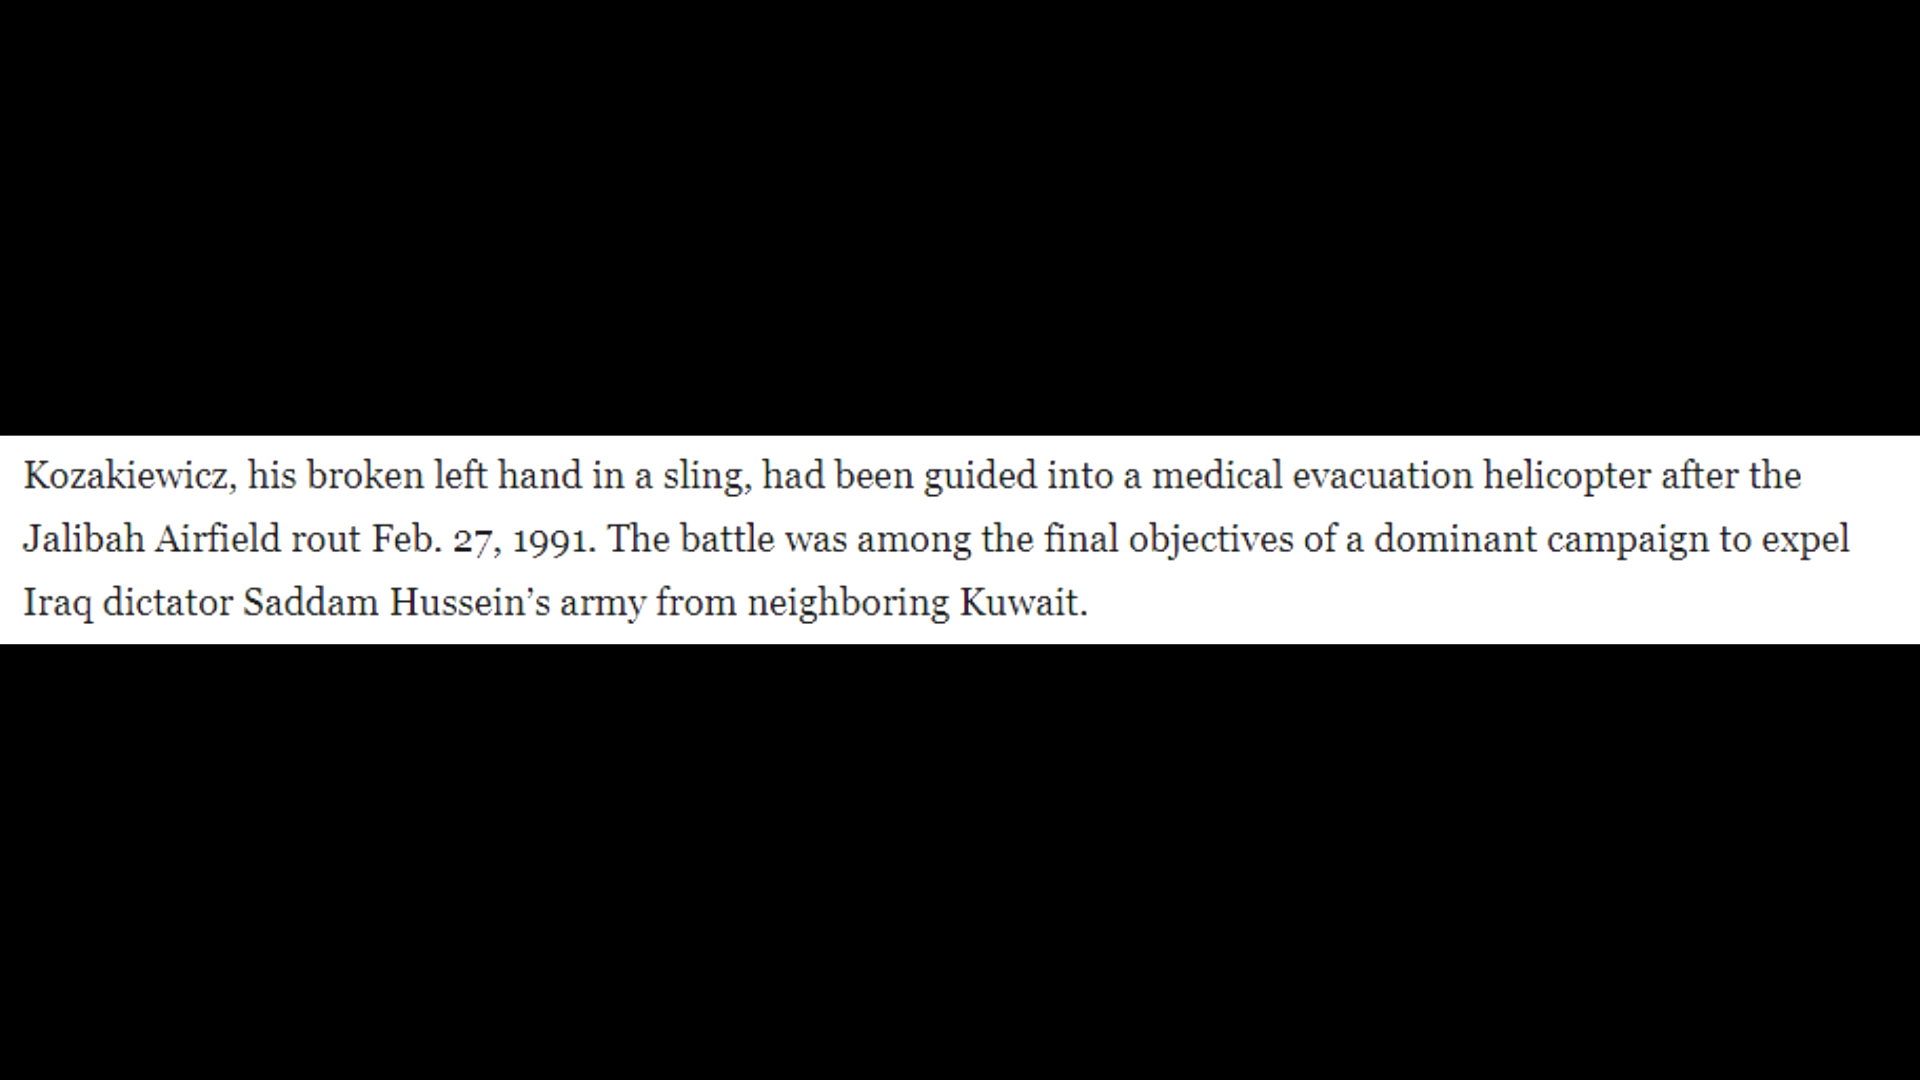 Kozakiewicz, his broken left hand in a sling, had been guided into a medical evacuation helicopter after the
Jalibah Airfield rout Feb. 27, 1991. The battle was among the final objectives of a dominant campaign to expel
Iraq dictator Saddam Hussein’s army from neighboring Kuwait.